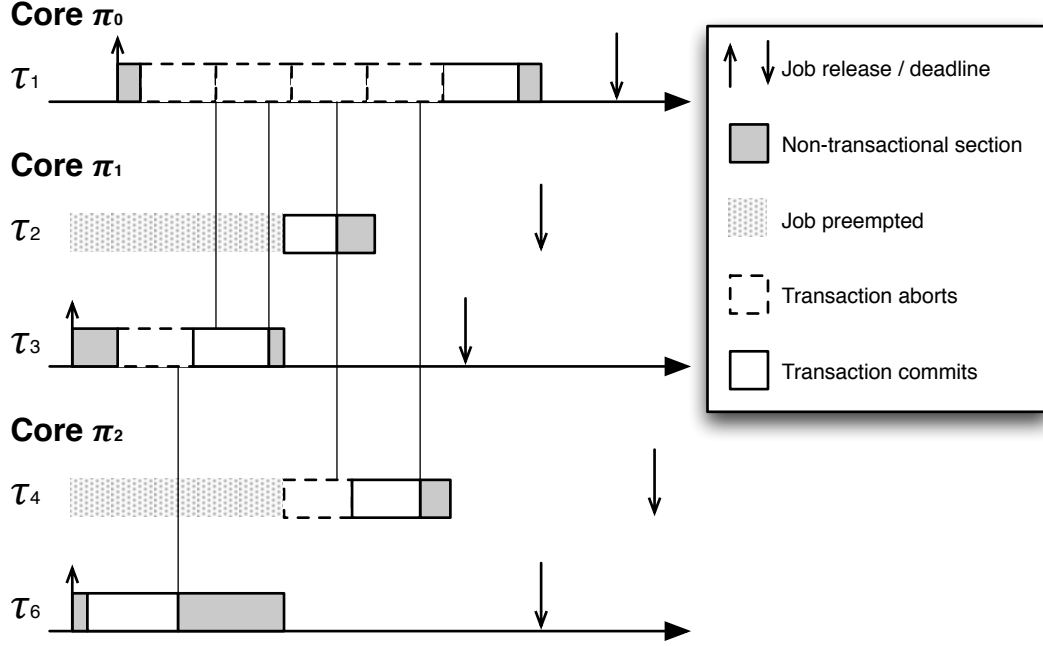 Core π₀
τ₁
Core π₁
τ₂
τ₃
Core π₂
τ₄
τ₆
Job release / deadline
Non-transactional section
Job preempted
Transaction aborts
Transaction commits